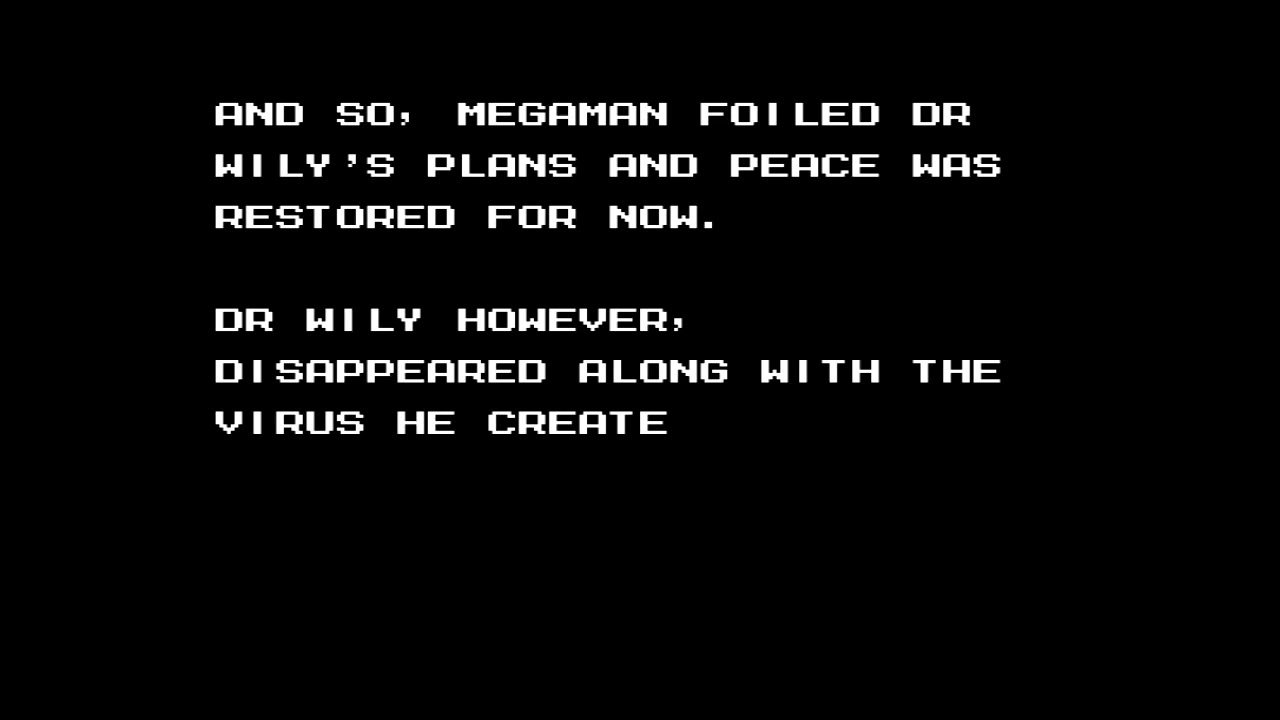 AND SO, MEGAMAN FOILED DR
WILY'S PLANS AND PEACE WAS
RESTORED FOR NOW.
DR WILY HOWEVER,
DISAPPEARED ALONG WITH THE
VIRUS HE CREATE